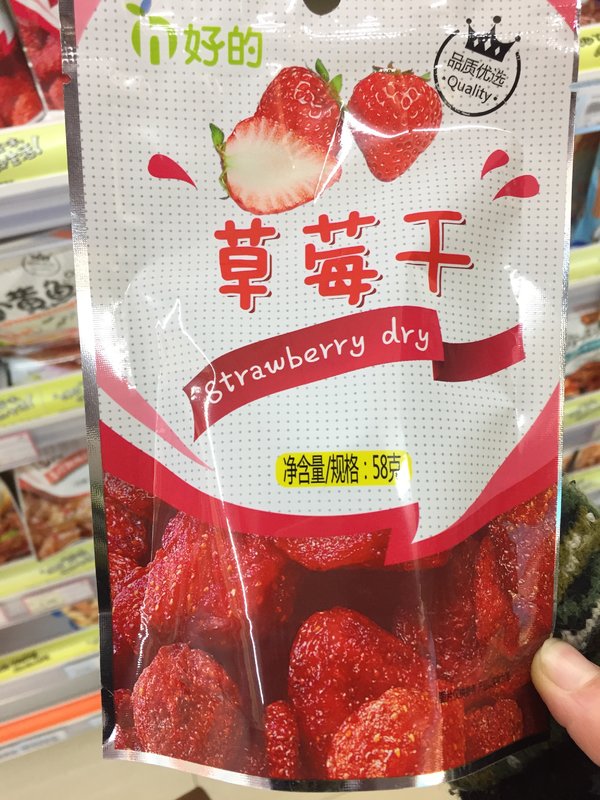 好的
品质优选
Quality
草莓干
strawberry dry
净含量/规格：58克